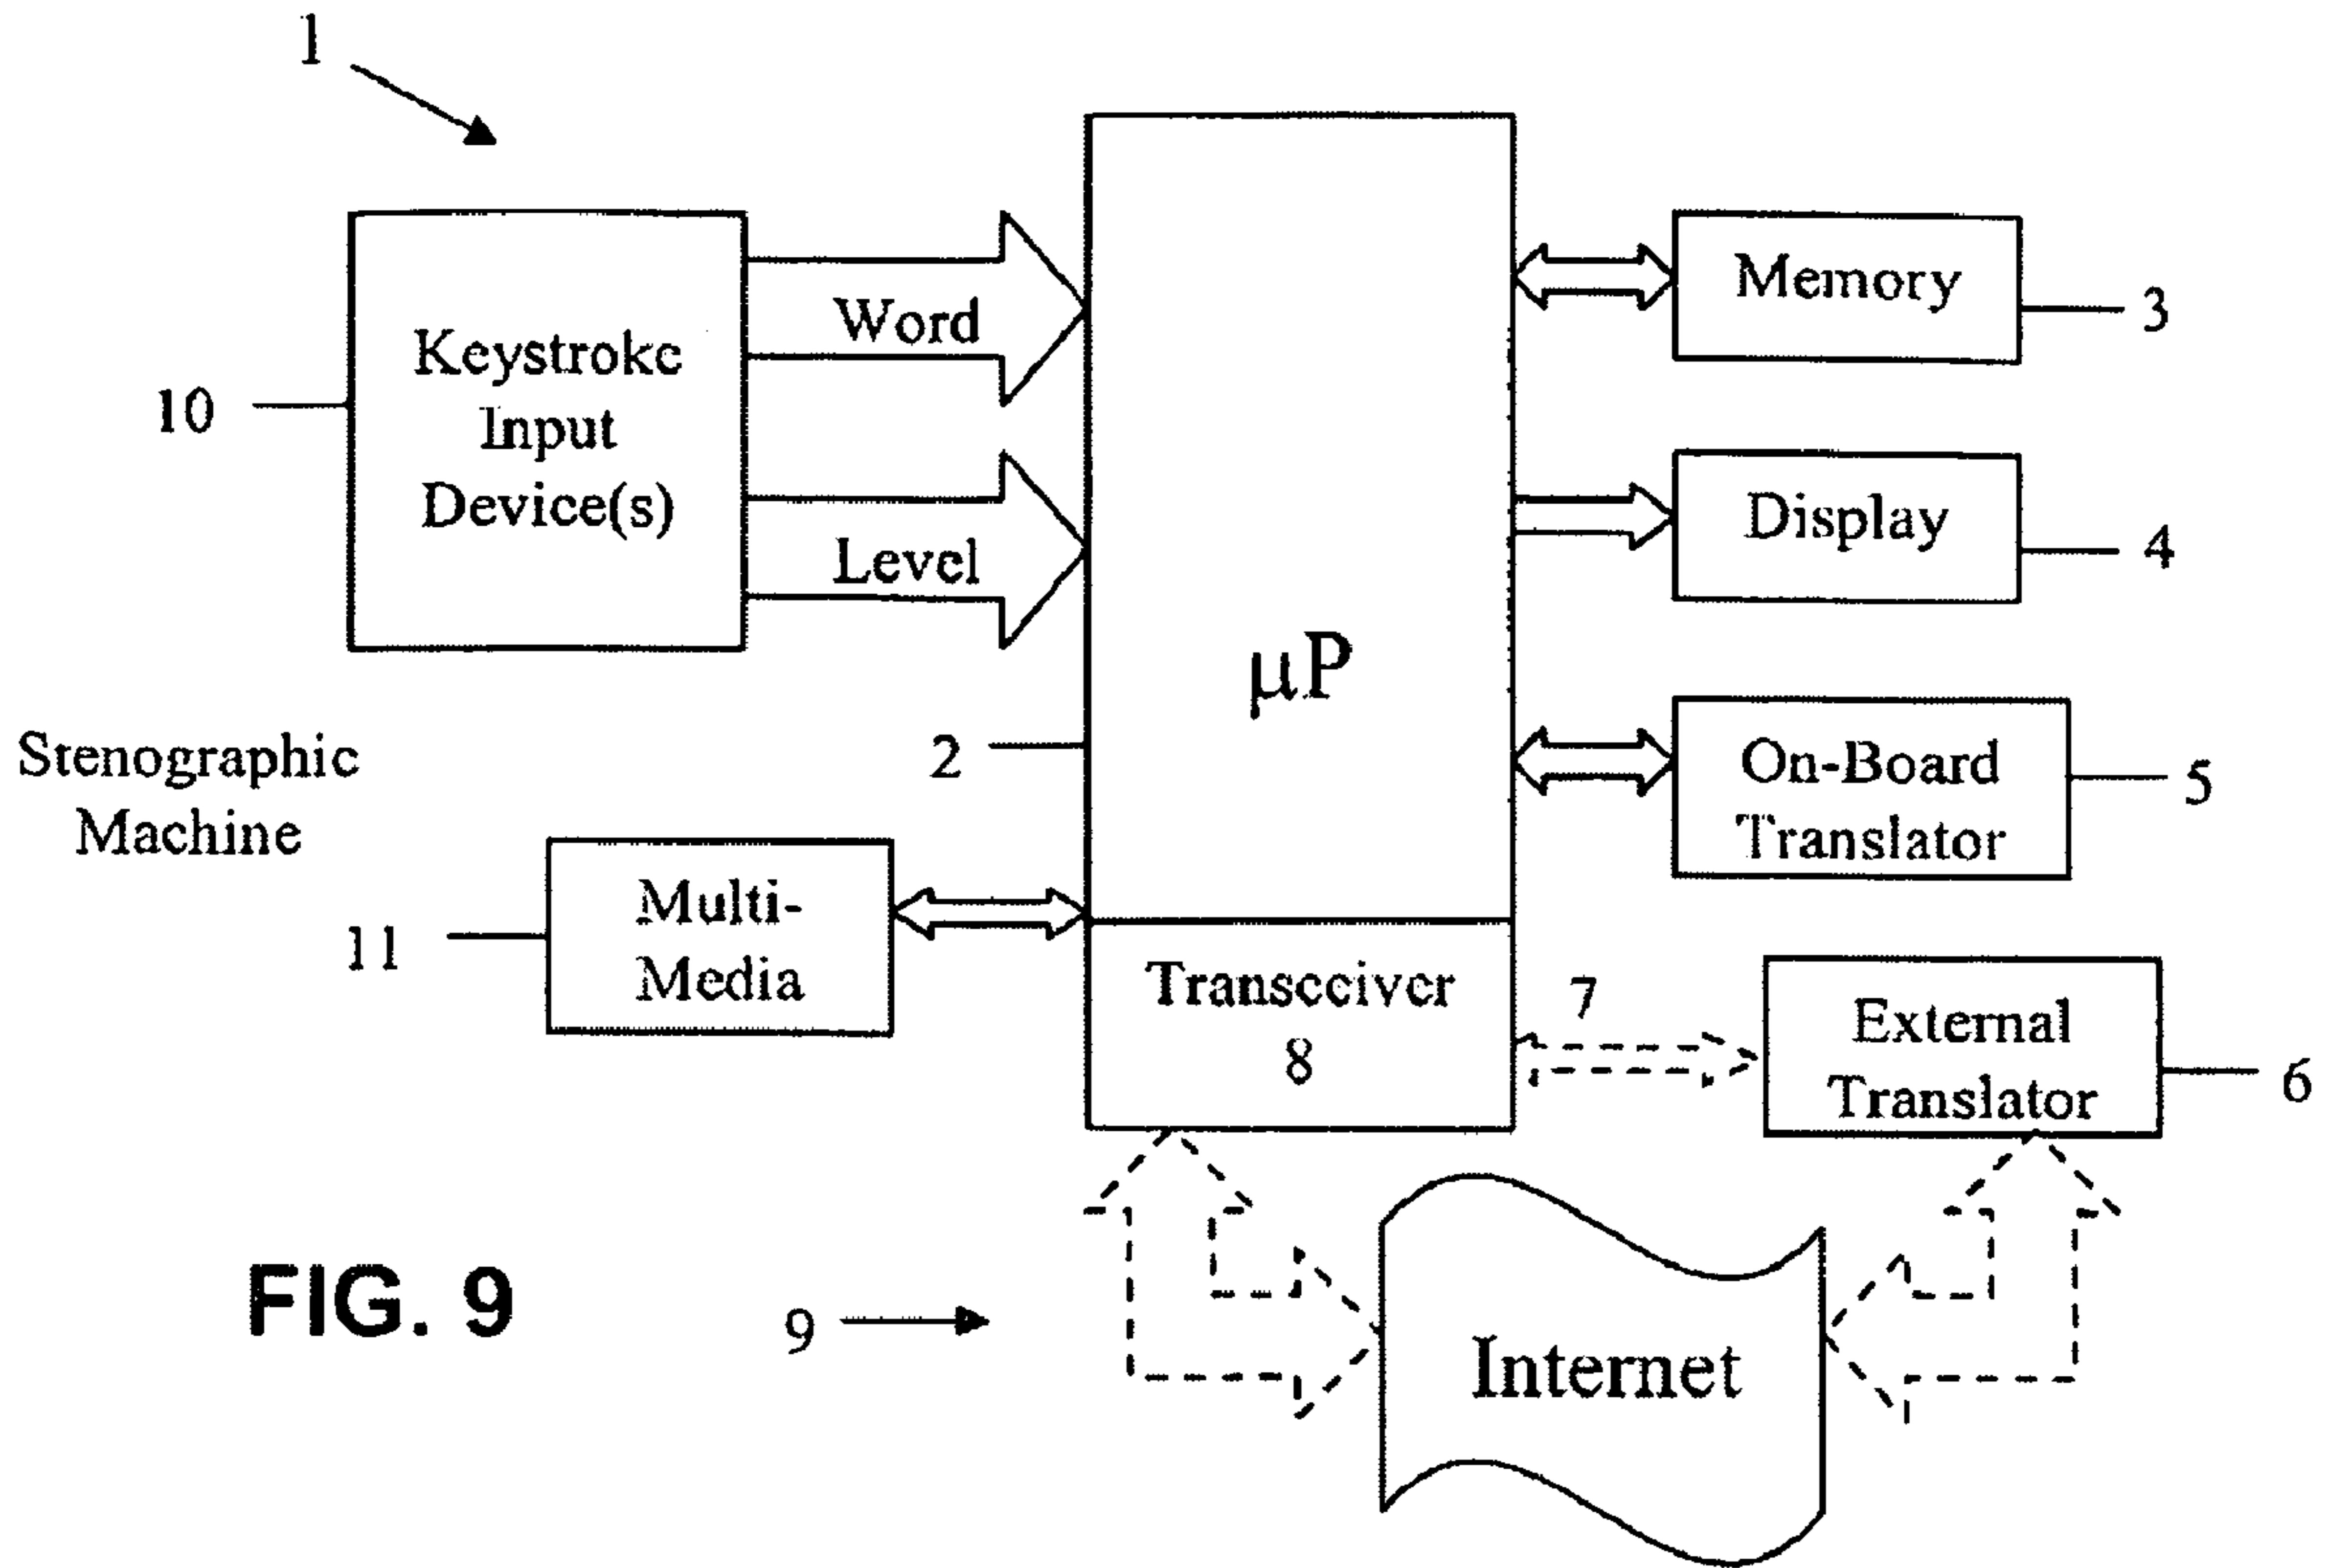 1
Keystroke
Input
Device(s)
10
Word
Level
µP
2
Memory
3
Display
4
On-Board
Translator
5
Stenographic
Machine
Multi-
Media
11
Transceiver
8
7
External
Translator
6
FIG. 9
9
Internet